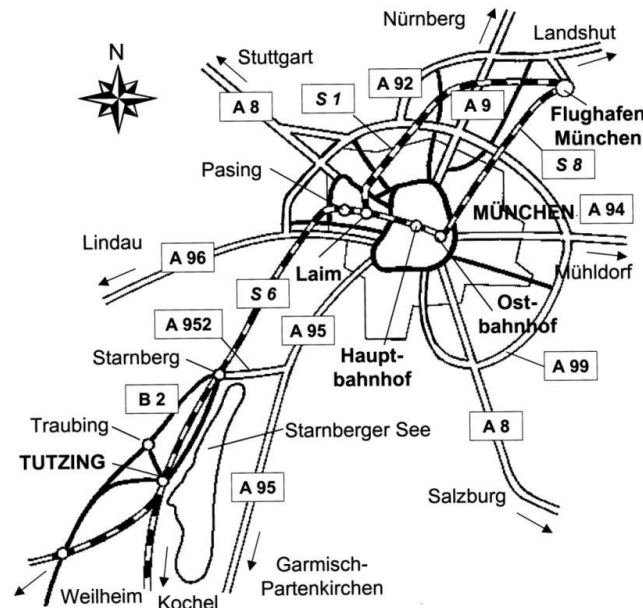 Nürnberg
Landshut
N
Stuttgart
A 92
S 1
A 9
A 8
Flughafen
München
S 8
Pasing
MÜNCHEN
A 94
Lindau
A 96
Laim
Mühldorf
S 6
Ost-
bahnhof
A 952
A 95
Haupt-
bahnhof
A 99
Starnberg
B 2
Traubing
Starnberger See
A 8
TUTZING
A 95
Salzburg
Garmisch-
Partenkirchen
Weilheim
Kochel